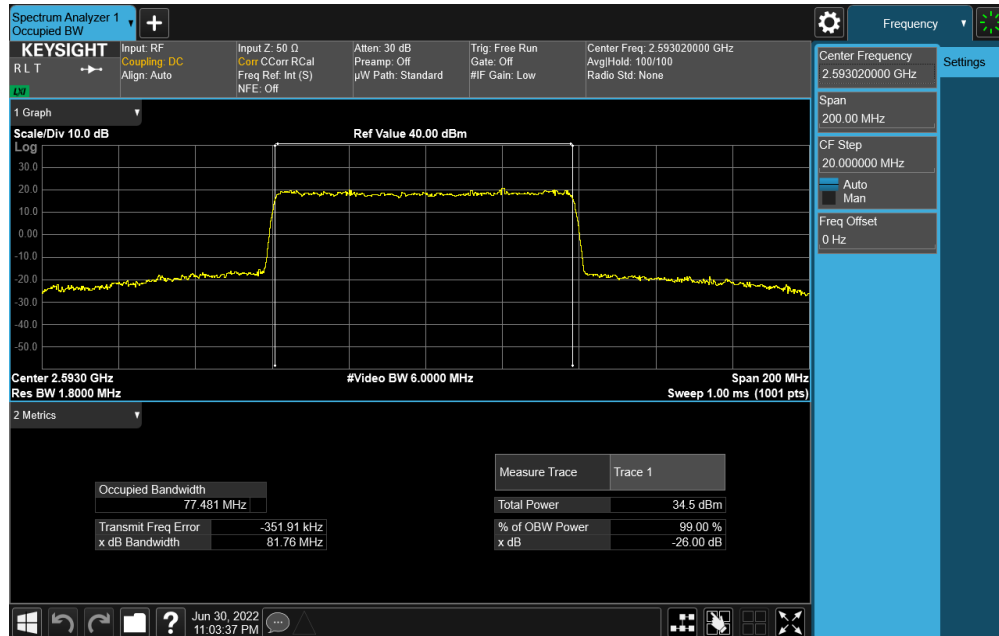 Spectrum Analyzer 1
Occupied BW
Frequency
KEYSIGHT
R L T
LXI
Input: RF
Coupling: DC
Align: Auto
Input Z: 50 Ω
Corr CCorr RCal
Freq Ref: Int (S)
NFE: Off
Atten: 30 dB
Preamp: Off
µW Path: Standard
Trig: Free Run
Gate: Off
#IF Gain: Low
Center Freq: 2.593020000 GHz
Avg|Hold: 100/100
Radio Std: None
Center Frequency
2.593020000 GHz
Settings
Span
200.00 MHz
CF Step
20.000000 MHz
Auto
Man
Freq Offset
0 Hz
1 Graph
Scale/Div 10.0 dB
Ref Value 40.00 dBm
Log
30.0
20.0
10.0
0.00
-10.0
-20.0
-30.0
-40.0
-50.0
Center 2.5930 GHz
#Video BW 6.0000 MHz
Span 200 MHz
Res BW 1.8000 MHz
Sweep 1.00 ms (1001 pts)
2 Metrics
Measure Trace
Trace 1
Occupied Bandwidth
77.481 MHz
Total Power
34.5 dBm
Transmit Freq Error
-351.91 kHz
% of OBW Power
99.00 %
x dB Bandwidth
81.76 MHz
x dB
-26.00 dB
?
Jun 30, 2022
11:03:37 PM